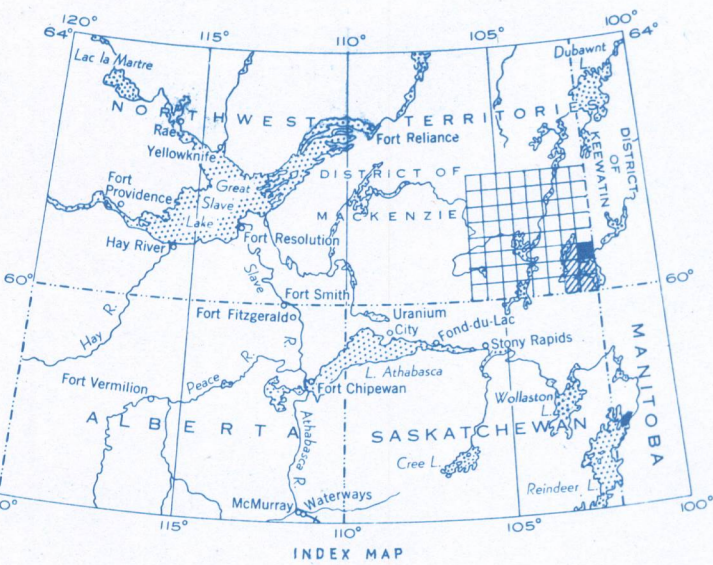 120°
115°
110°
105°
100°
64°
64°
Lac la Martre
Dubawnt
L.
NORTHWEST TERRITORIES
Rae
Fort Reliance
Yellowknife
DISTRICT OF
MACKENZIE
DISTRICT
OF
KEEWATIN
Fort
Providence
Great
Slave
Lake
Hay River
Fort Resolution
Slave
R.
60°
60°
Fort Smith
Fort Fitzgerald
Uranium
City
Fond-du-Lac
Stony Rapids
Hay R.
L. Athabasca
Fort Vermilion
Peace R.
Fort Chipewan
Wollaston
L.
MANITOBA
ALBERTA
SASKATCHEWAN
Athabasca R.
Cree L.
Reindeer L.
McMurray
Waterways
0°
115°
110°
105°
100°
INDEX MAP